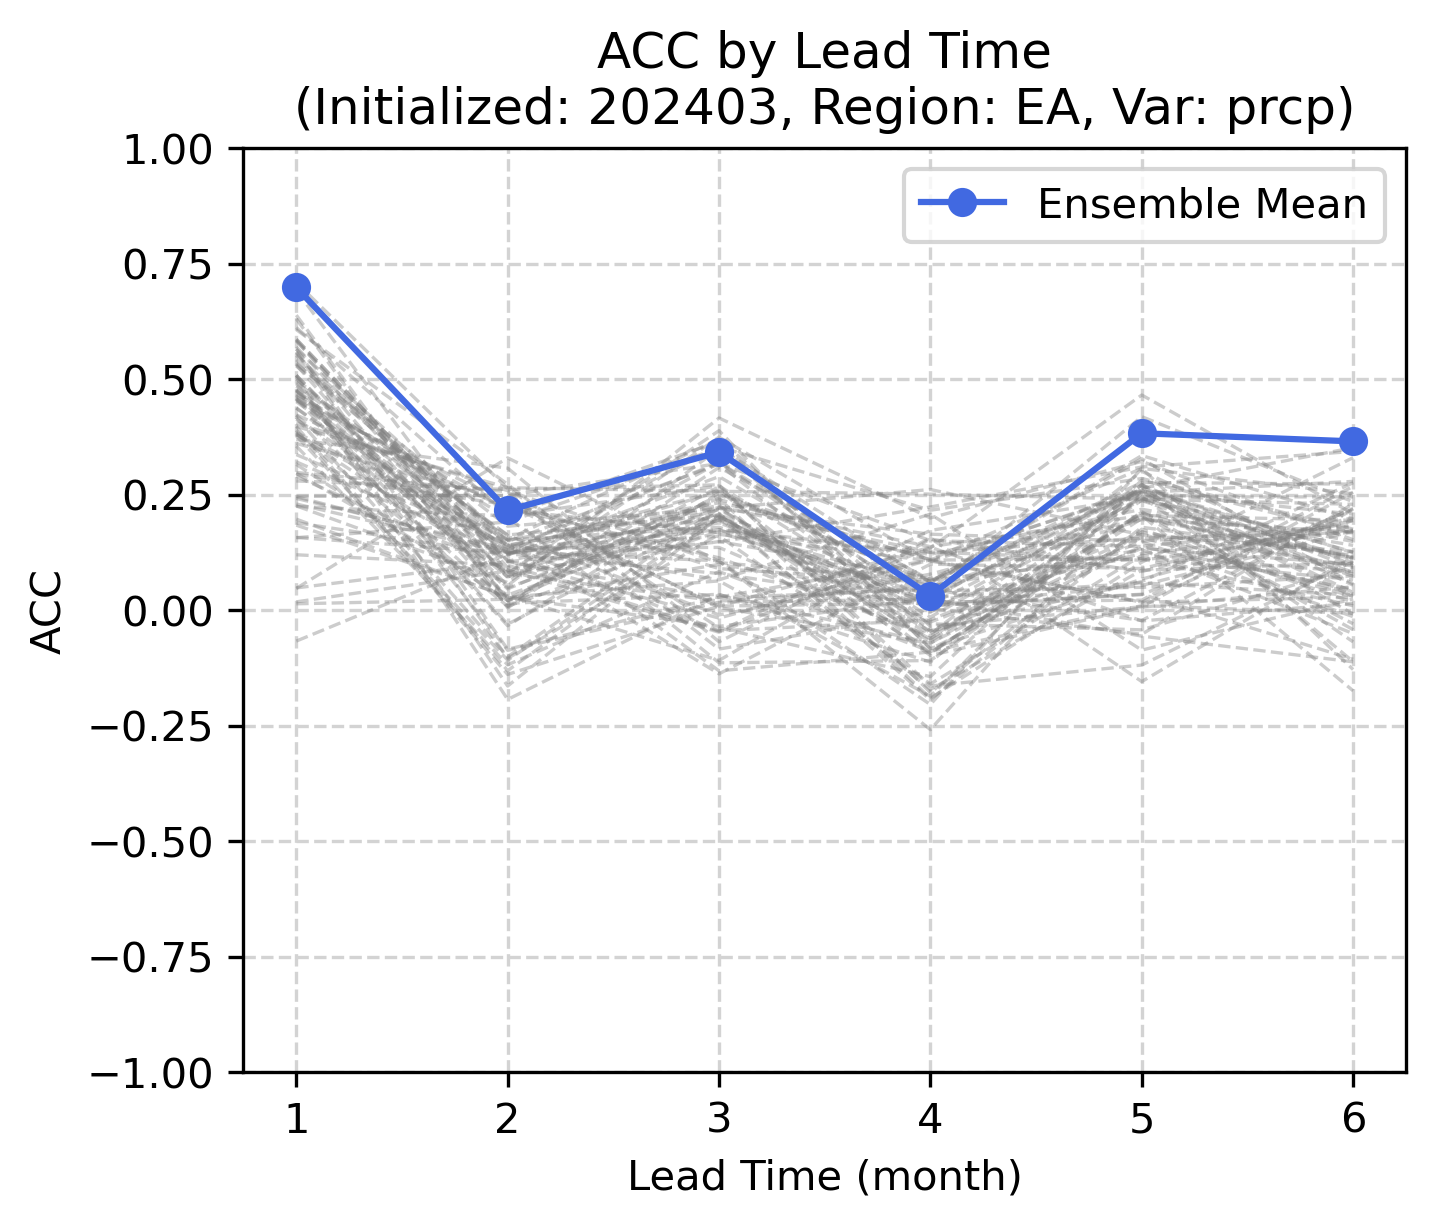 ACC by Lead Time
(Initialized: 202403, Region: EA, Var: prcp)
1.00
0.75
0.50
0.25
0.00
−0.25
−0.50
−0.75
−1.00
ACC
Ensemble Mean
1 2 3 4 5 6
Lead Time (month)